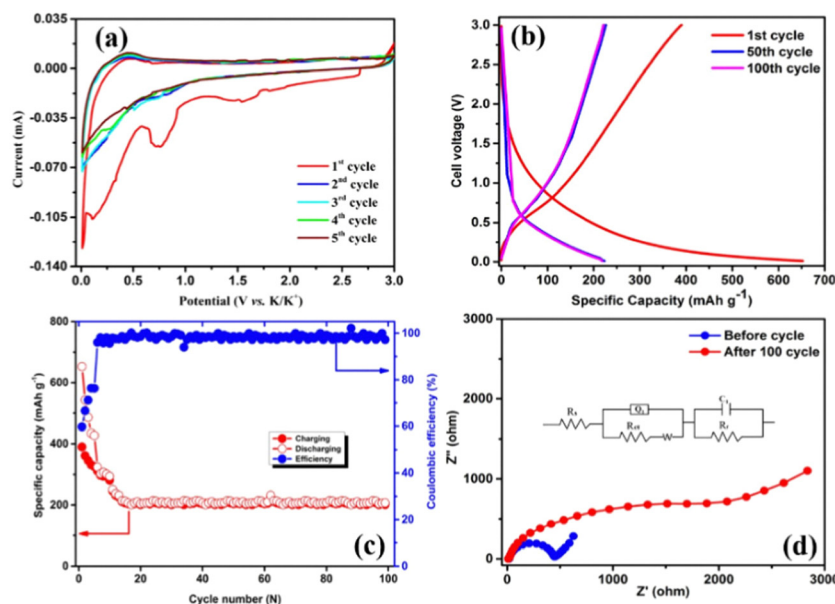 (a)
0.035
0.000
-0.035
-0.070
-0.105
-0.140
Current (mA)
1st cycle
2nd cycle
3rd cycle
4th cycle
5th cycle
0.0 0.5 1.0 1.5 2.0 2.5 3.0
Potential (V vs. K/K+)
(b)
3.0
2.5
2.0
1.5
1.0
0.5
0.0
Cell voltage (V)
1st cycle
50th cycle
100th cycle
0 100 200 300 400 500 600 700
Specific Capacity (mAh g-1)
800
600
400
200
0
Specific capacity (mAh g-1)
Charging
Discharging
Efficiency
100
80
60
40
20
0
Coulombic efficiency (%)
(c)
0 20 40 60 80 100
Cycle number (N)
3000
2000
1000
0
Z'' (ohm)
Before cycle
After 100 cycle
Rs
Q1
Rct
W
C1
Rf
(d)
0 1000 2000 3000
Z' (ohm)